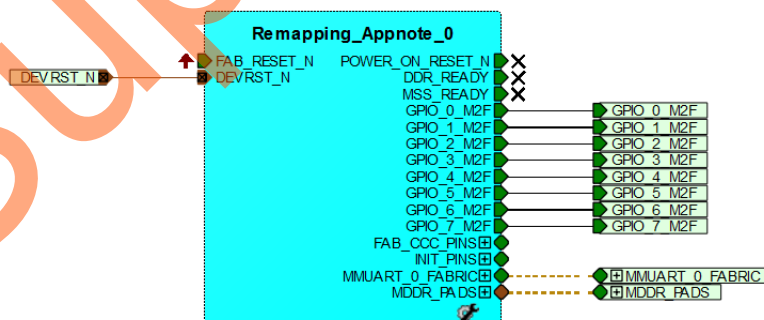 Remapping_Appnote_0
FAB_RESET_N POWER_ON_RESET_N
DEVRST_N DEVRST_N DDR_READY
MSS_READY
GPIO_0_M2F GPIO_0_M2F
GPIO_1_M2F GPIO_1_M2F
GPIO_2_M2F GPIO_2_M2F
GPIO_3_M2F GPIO_3_M2F
GPIO_4_M2F GPIO_4_M2F
GPIO_5_M2F GPIO_5_M2F
GPIO_6_M2F GPIO_6_M2F
GPIO_7_M2F GPIO_7_M2F
FAB_CCC_PINS
INIT_PINS
MMUART_0_FABRIC MMUART_0_FABRIC
MDDR_PADS MDDR_PADS